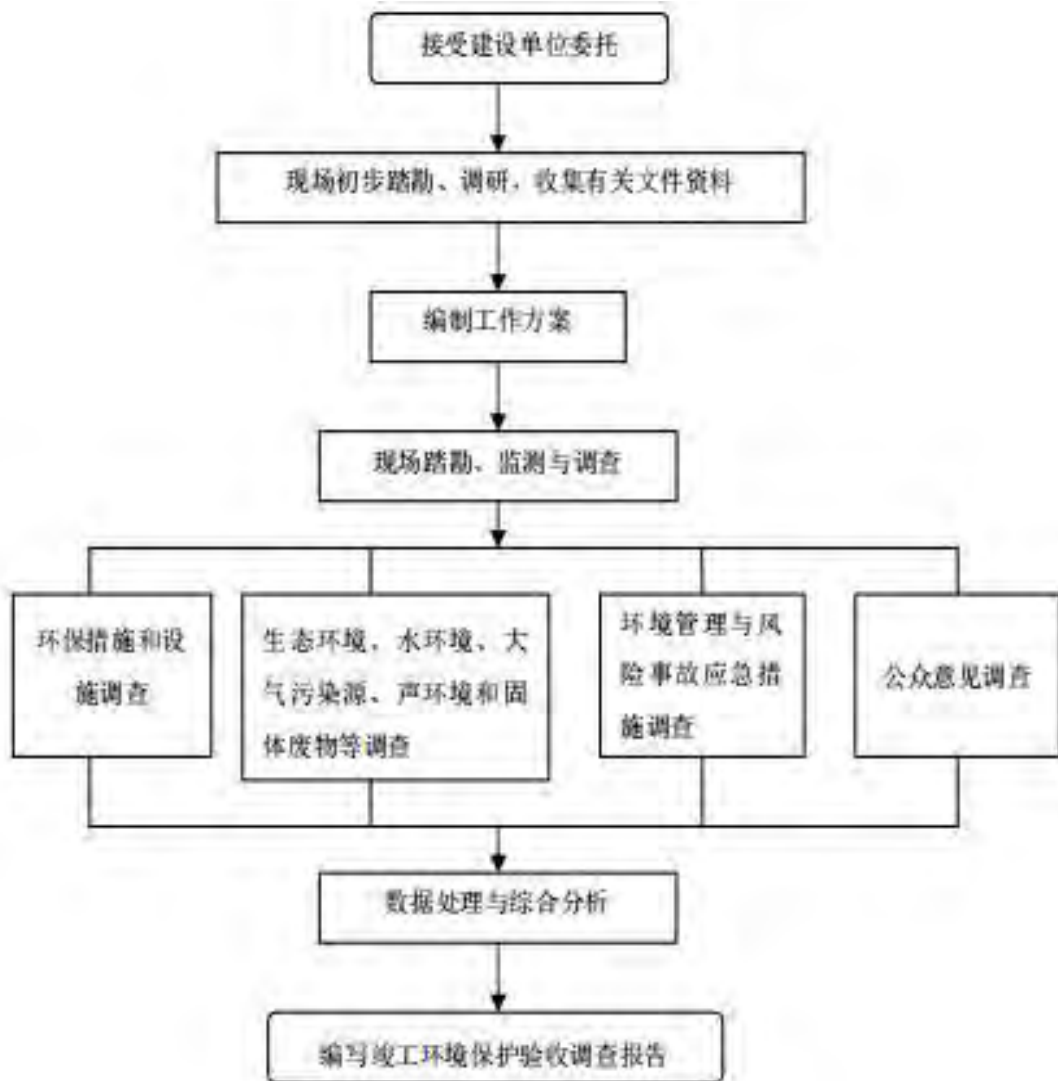 接受建设单位委托
现场初步踏勘、调研，收集有关文件资料
编制工作方案
现场踏勘、监测与调查
环保措施和设
施调查
生态环境、水环境、大
气污染源、声环境和固
体废物等调查
环境管理与风
险事故应急措
施调查
公众意见调查
数据处理与综合分析
编写竣工环境保护验收调查报告